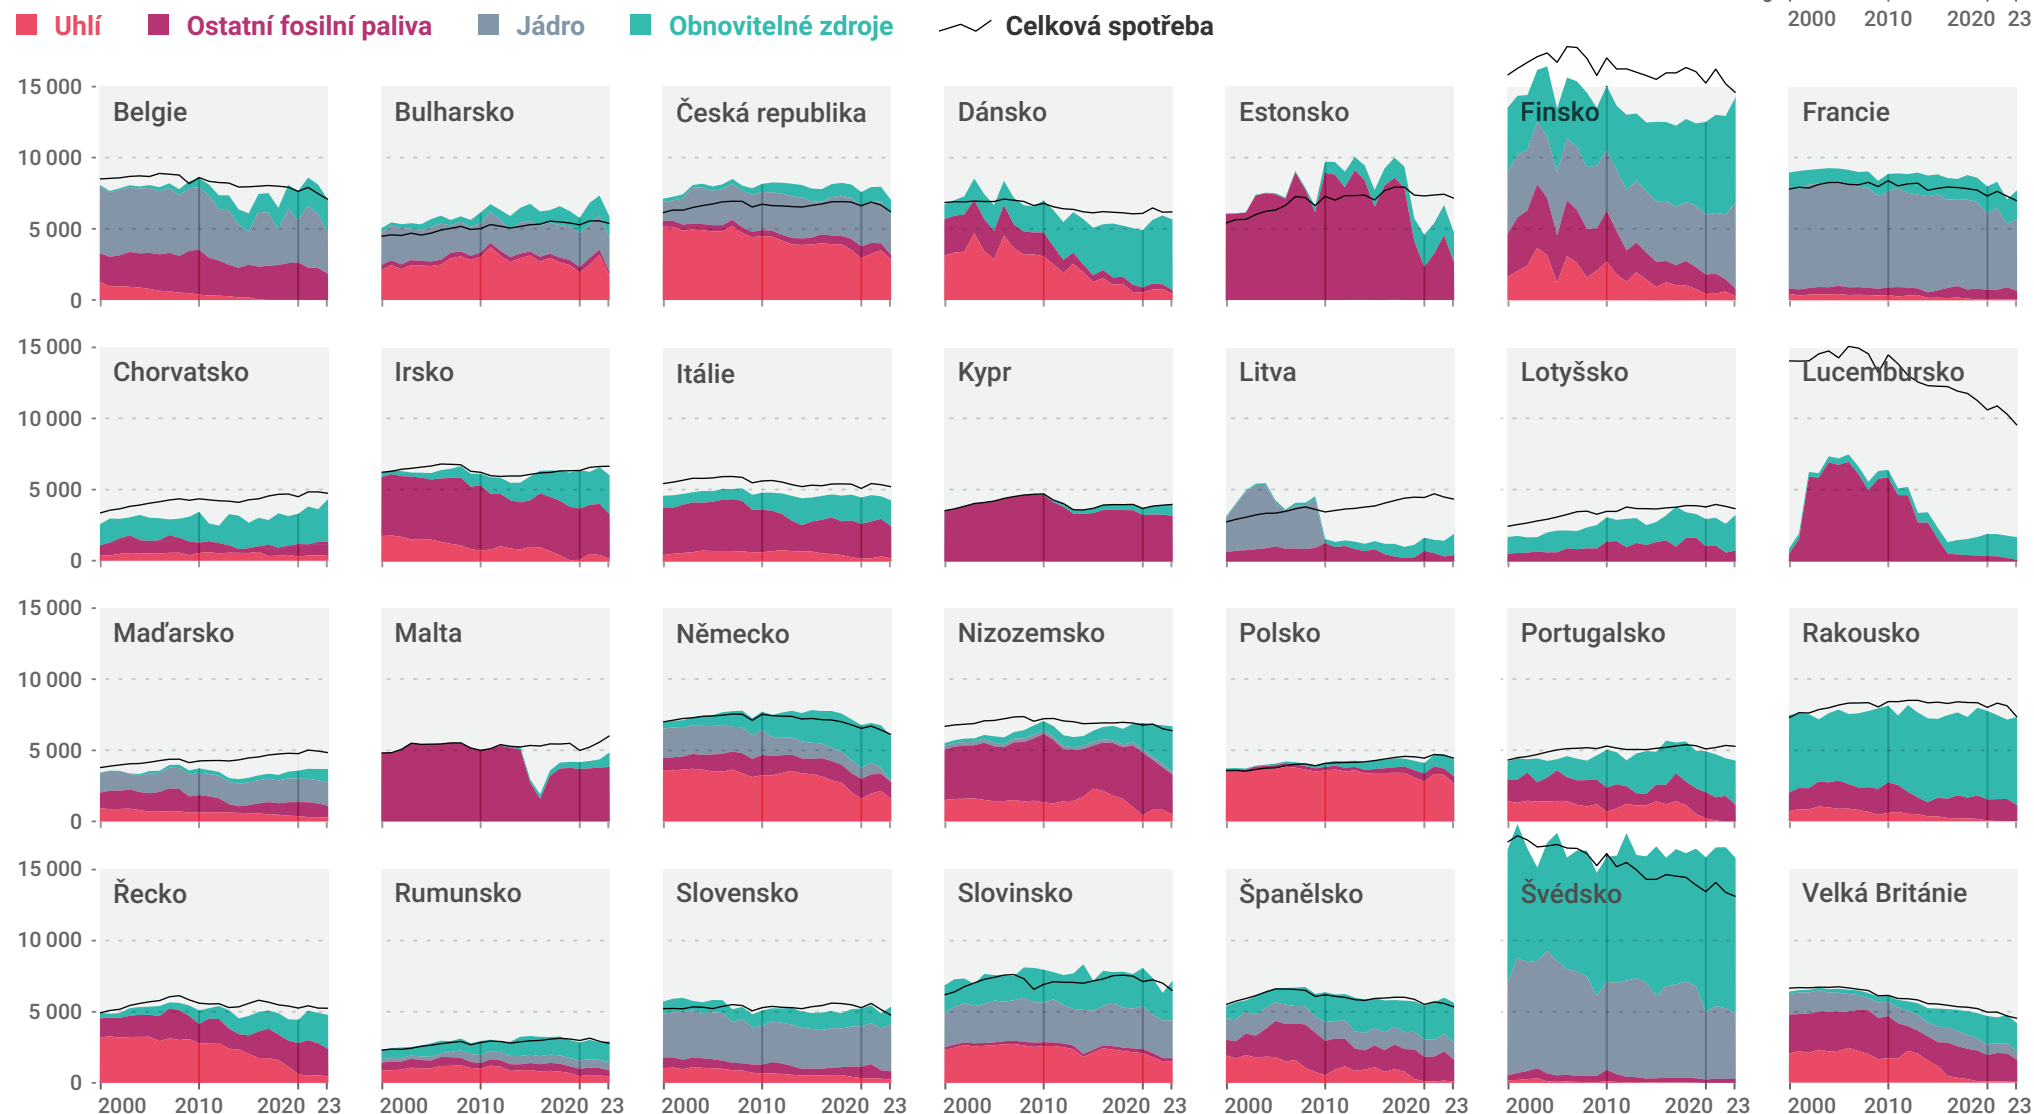 2000 2010 2020 23
Uhlí Ostatní fosilní paliva Jádro Obnovitelné zdroje Celková spotřeba
15 000
Belgie Bulharsko Česká republika Dánsko Estonsko Finsko Francie
10 000
5 000
0
15 000
Chorvatsko Irsko Itálie Kypr Litva Lotyšsko Lucembursko
10 000
5 000
0
15 000
Maďarsko Malta Německo Nizozemsko Polsko Portugalsko Rakousko
10 000
5 000
0
15 000
Řecko Rumunsko Slovensko Slovinsko Španělsko Švédsko Velká Británie
10 000
5 000
0
2000 2010 2020 23 2000 2010 2020 23 2000 2010 2020 23 2000 2010 2020 23 2000 2010 2020 23 2000 2010 2020 23 2000 2010 2020 23